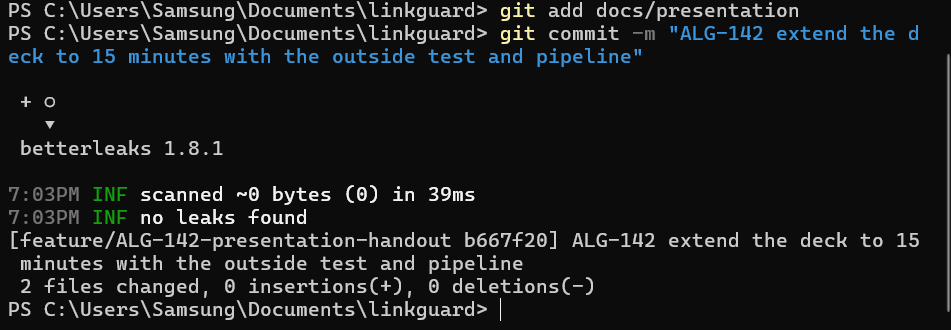 PS C:\Users\Samsung\Documents\linkguard> git add docs/presentation
PS C:\Users\Samsung\Documents\linkguard> git commit -m "ALG-142 extend the d
eck to 15 minutes with the outside test and pipeline"
+ ○
▼
betterleaks 1.8.1
7:03PM INF scanned ~0 bytes (0) in 39ms
7:03PM INF no leaks found
[feature/ALG-142-presentation-handout b667f20] ALG-142 extend the deck to 15
minutes with the outside test and pipeline
2 files changed, 0 insertions(+), 0 deletions(-)
PS C:\Users\Samsung\Documents\linkguard>